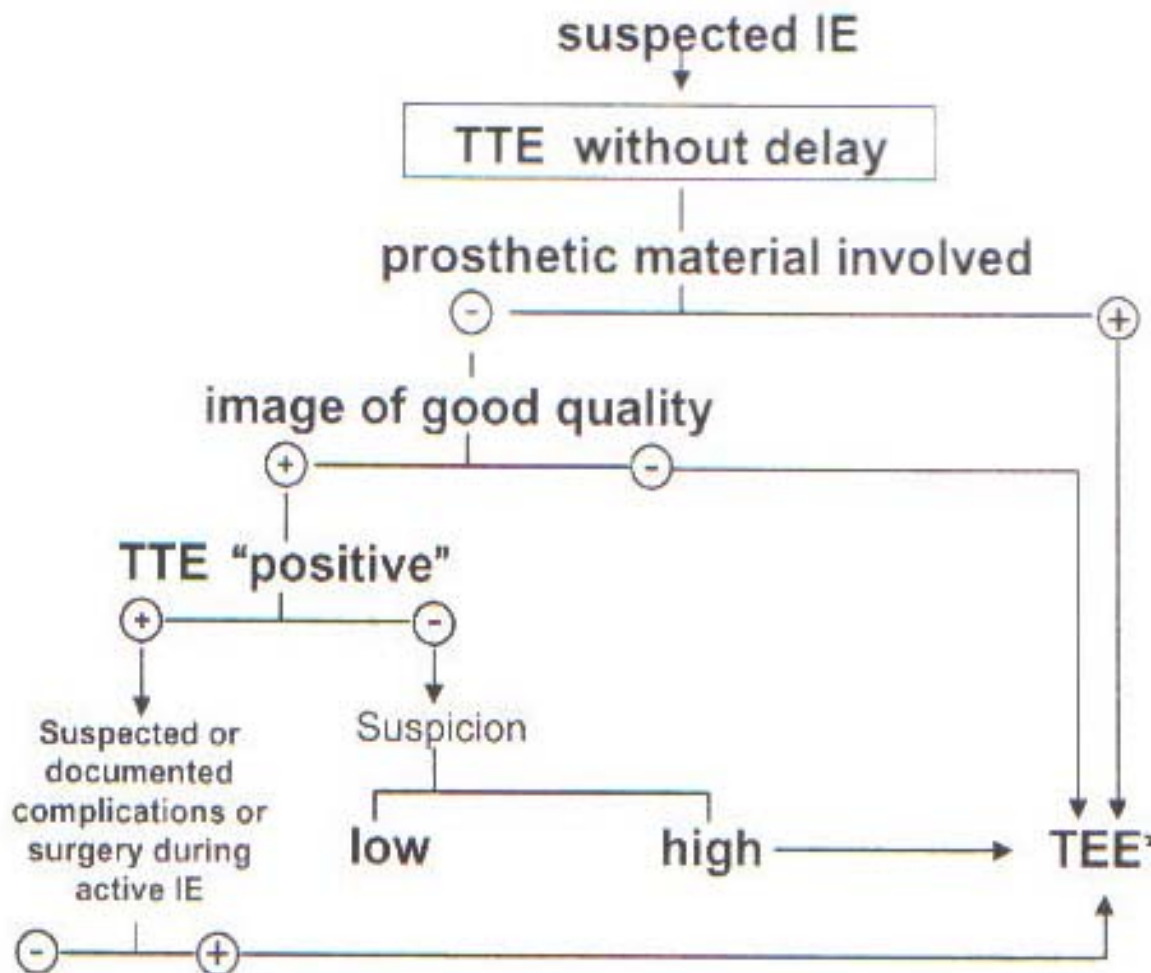 suspected IE
TTE without delay
prosthetic material involved
-
+
image of good quality
+
-
TTE “positive”
+
-
Suspected or
documented
complications or
surgery during
active IE
Suspicion
low
high
TEE*
-
+